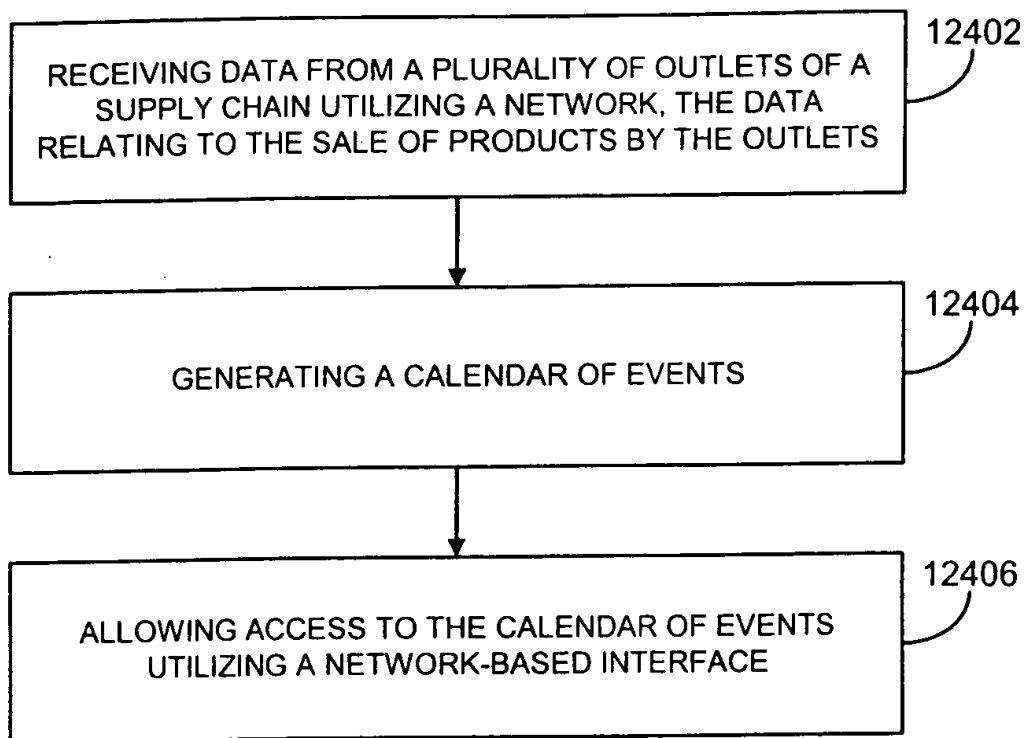 12402
RECEIVING DATA FROM A PLURALITY OF OUTLETS OF A
SUPPLY CHAIN UTILIZING A NETWORK, THE DATA
RELATING TO THE SALE OF PRODUCTS BY THE OUTLETS
12404
GENERATING A CALENDAR OF EVENTS
12406
ALLOWING ACCESS TO THE CALENDAR OF EVENTS
UTILIZING A NETWORK-BASED INTERFACE